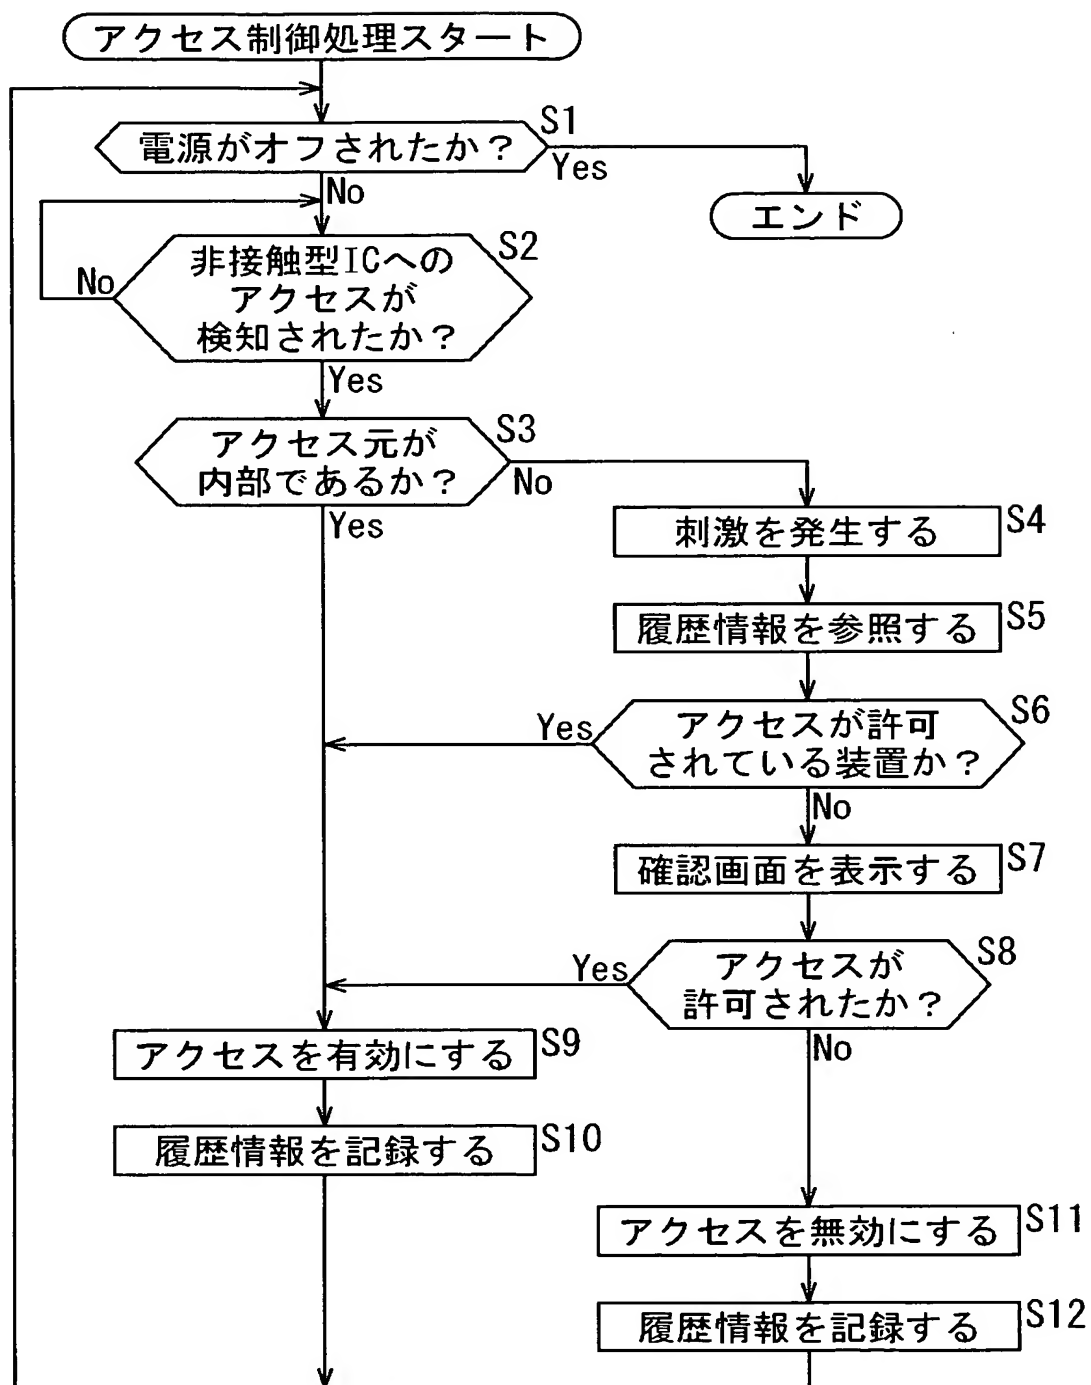 アクセス制御処理スタート
電源がオフされたか？
S1
Yes
No
エンド
非接触型ICへの
アクセスが
検知されたか？
S2
No
Yes
アクセス元が
内部であるか？
S3
No
Yes
刺激を発生する
S4
履歴情報を参照する
S5
アクセスが許可
されている装置か？
S6
Yes
No
確認画面を表示する
S7
アクセスが
許可されたか？
S8
Yes
No
アクセスを有効にする
S9
履歴情報を記録する
S10
アクセスを無効にする
S11
履歴情報を記録する
S12